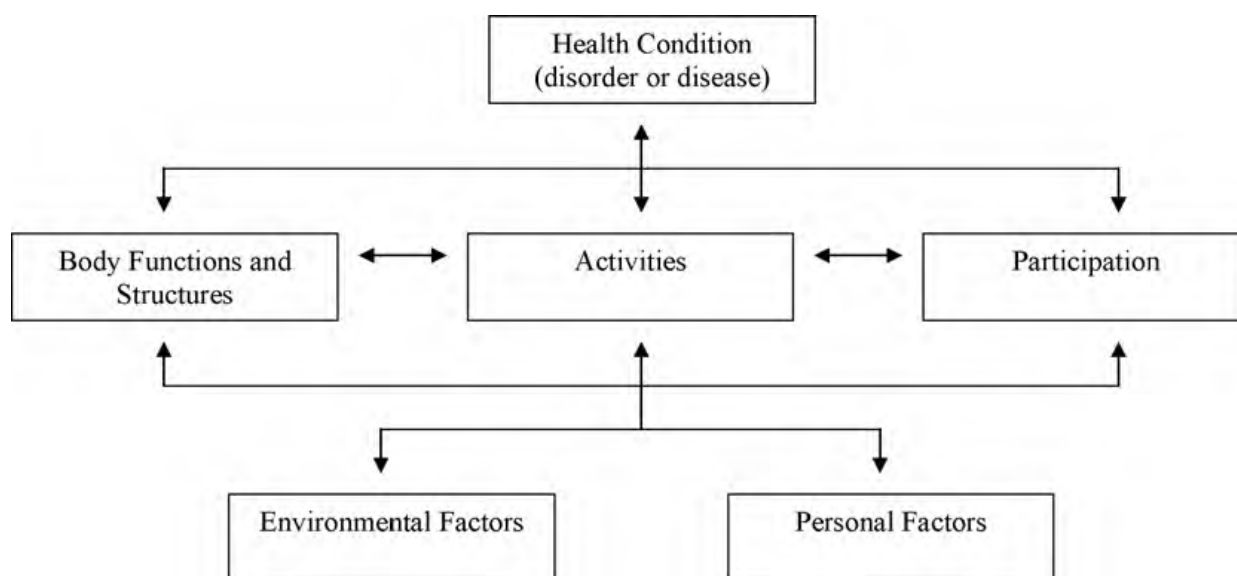 Health Condition
(disorder or disease)
Body Functions and
Structures
Activities
Participation
Environmental Factors
Personal Factors